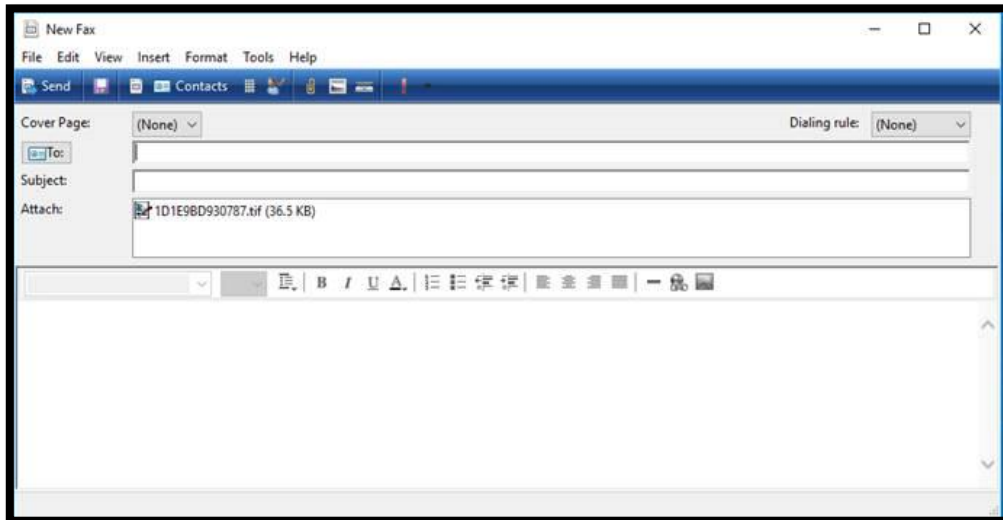 New Fax
File Edit View Insert Format Tools Help
Send Contacts
Cover Page: (None) Dialing rule: (None)
To:
Subject:
Attach: 1D1E9BD930787.tif (36.5 KB)
B I U A